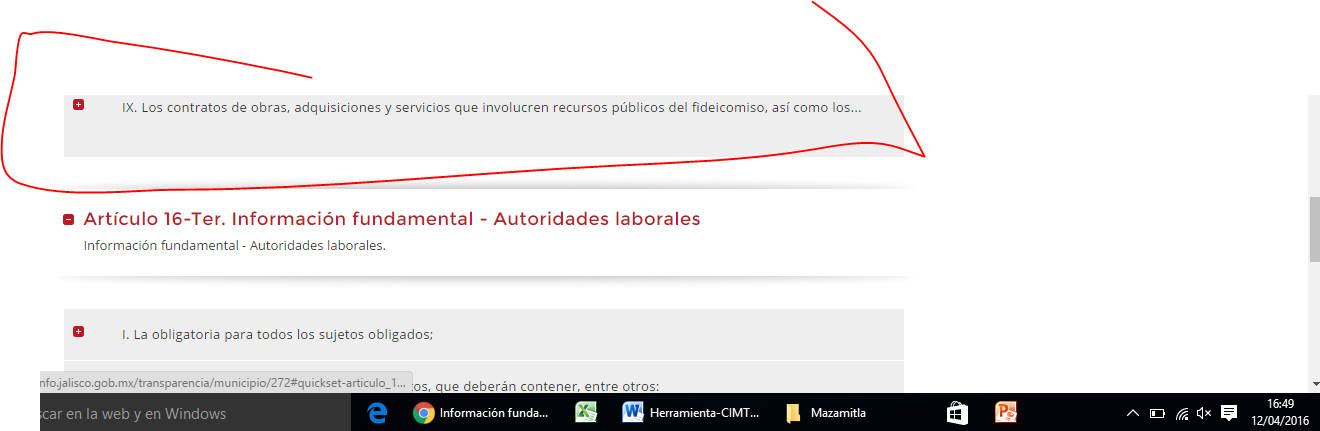 IX. Los contratos de obras, adquisiciones y servicios que involucren recursos públicos del fideicomiso, así como los...
Artículo 16-Ter. Información fundamental - Autoridades laborales
Información fundamental - Autoridades laborales.
I. La obligatoria para todos los sujetos obligados;
nfo.jalisco.gob.mx/transparencia/municipio/272#quickset-articulo_1...
tos, que deberán contener, entre otros:
scar en la web y en Windows
Información funda...
Herramienta-CIMT...
Mazamitla
16:49
12/04/2016